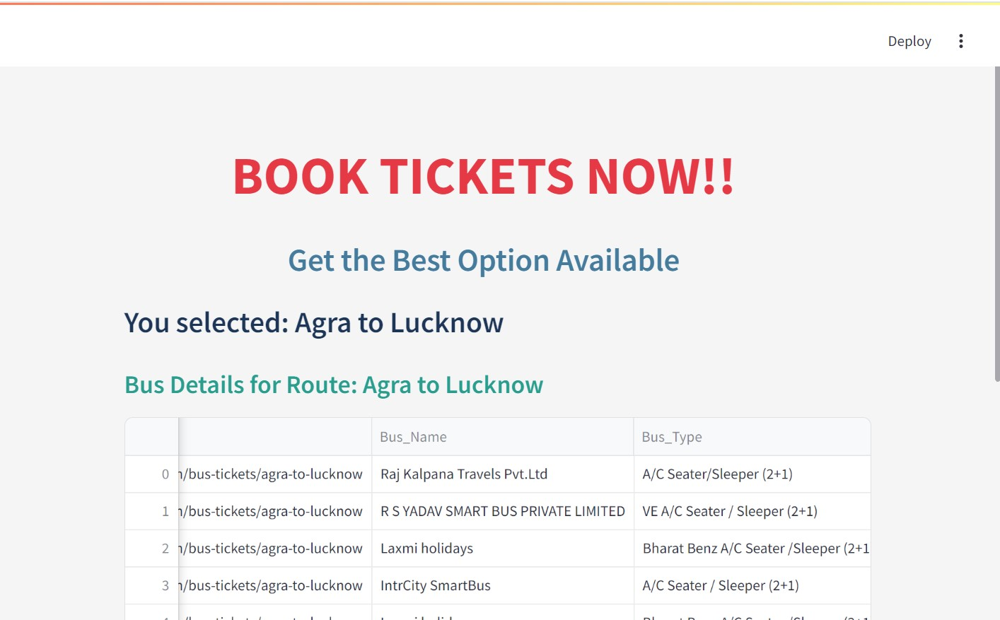 Deploy
BOOK TICKETS NOW!!
Get the Best Option Available
You selected: Agra to Lucknow
Bus Details for Route: Agra to Lucknow
Bus_Name Bus_Type
0 /bus-tickets/agra-to-lucknow Raj Kalpana Travels Pvt.Ltd A/C Seater/Sleeper (2+1)
1 /bus-tickets/agra-to-lucknow R S YADAV SMART BUS PRIVATE LIMITED VE A/C Seater / Sleeper (2+1)
2 /bus-tickets/agra-to-lucknow Laxmi holidays Bharat Benz A/C Seater /Sleeper (2+1
3 /bus-tickets/agra-to-lucknow IntrCity SmartBus A/C Seater / Sleeper (2+1)